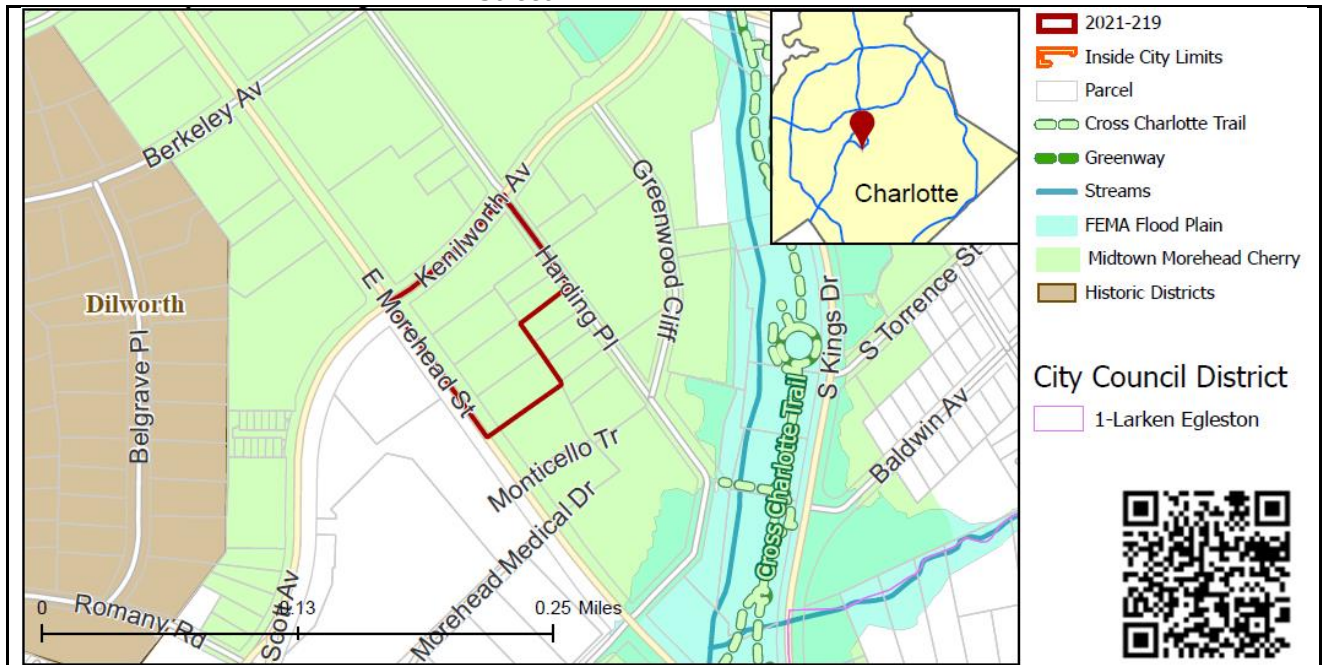 Berkeley Av
Kenilworth Av
Greenwood Cliff
Charlotte
E Morehead St
Harding Pl
Dilworth
Belgrave Pl
S Kings Dr
S Torrence St
Baldwin Av
Cross Charlotte Trail
Monticello Tr
Morehead Medical Dr
Scott Av
Romany Rd
0
0.13
0.25 Miles
2021-219
Inside City Limits
Parcel
Cross Charlotte Trail
Greenway
Streams
FEMA Flood Plain
Midtown Morehead Cherry
Historic Districts
City Council District
1-Larken Egleston